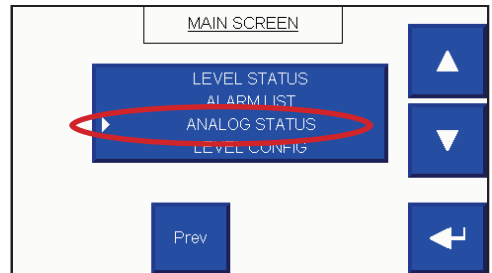 MAIN SCREEN
LEVEL STATUS
ALARM LIST
ANALOG STATUS
LEVEL CONFIG
Prev